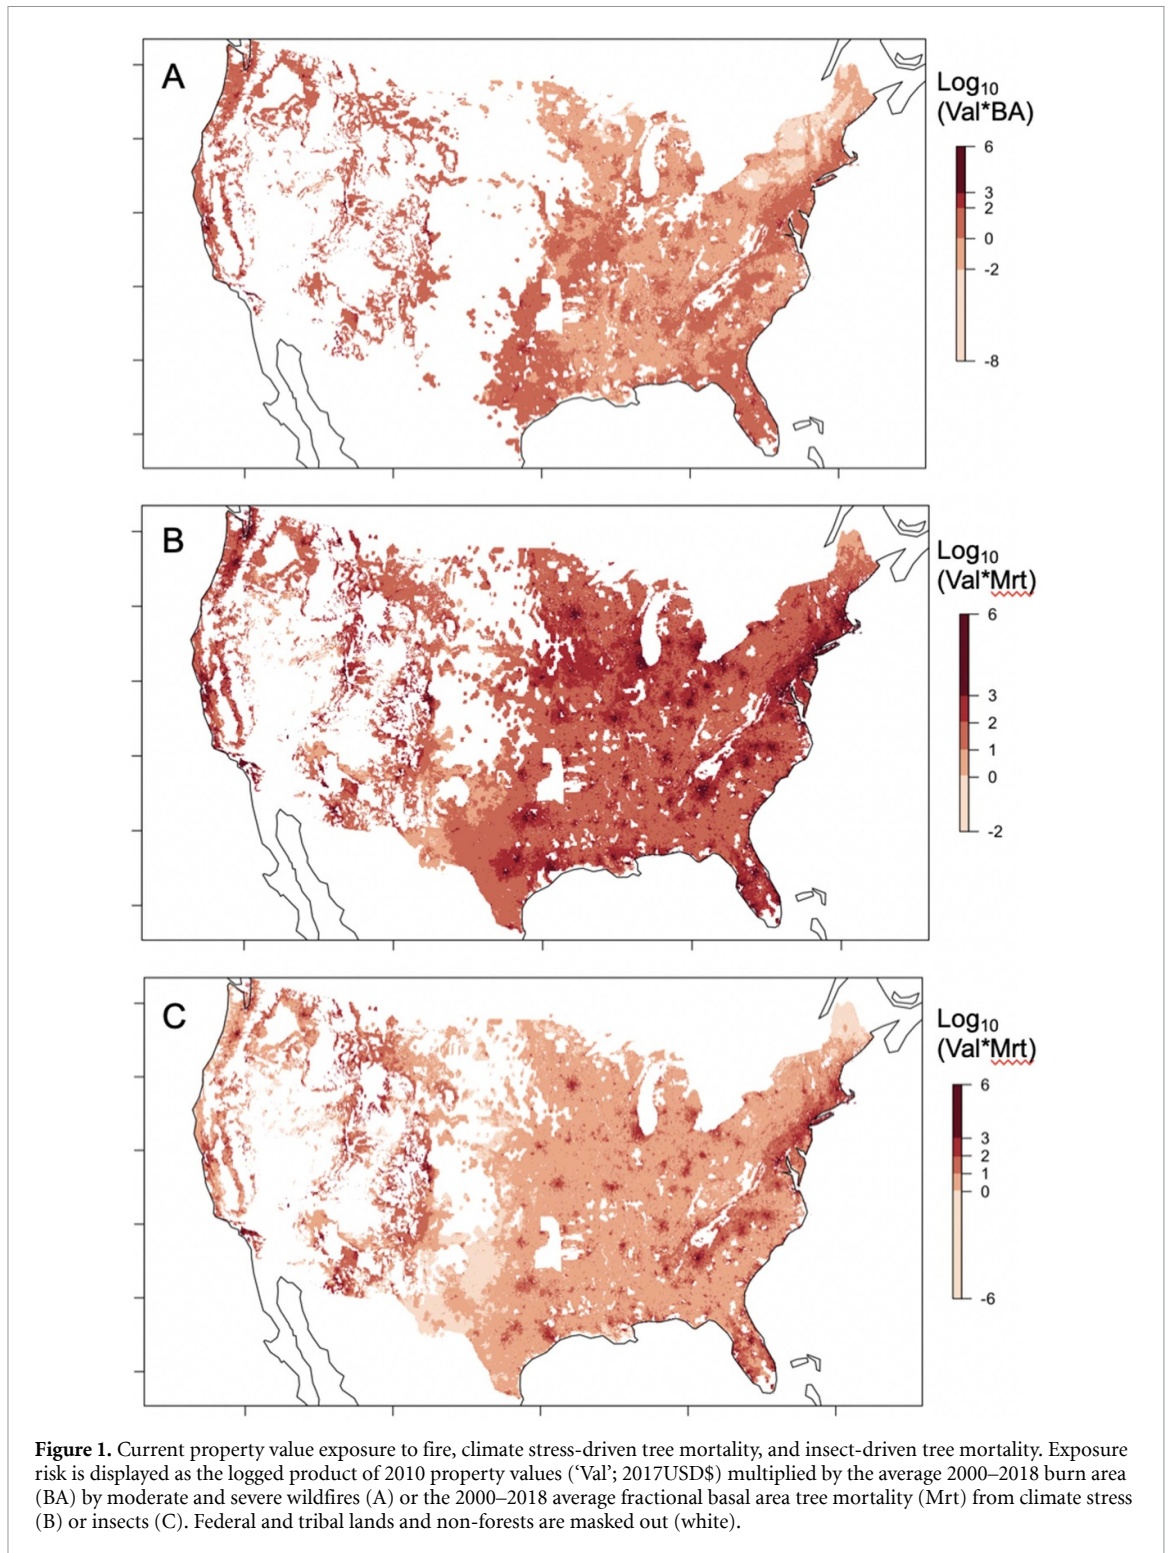 A
Log10
(Val*BA)
6
3
2
0
-2
-8
B
Log10
(Val*Mrt)
6
3
2
1
0
-2
C
Log10
(Val*Mrt)
6
3
2
1
0
-6
Figure 1. Current property value exposure to fire, climate stress-driven tree mortality, and insect-driven tree mortality. Exposure
risk is displayed as the logged product of 2010 property values (‘Val’; 2017USD$) multiplied by the average 2000–2018 burn area
(BA) by moderate and severe wildfires (A) or the 2000–2018 average fractional basal area tree mortality (Mrt) from climate stress
(B) or insects (C). Federal and tribal lands and non-forests are masked out (white).